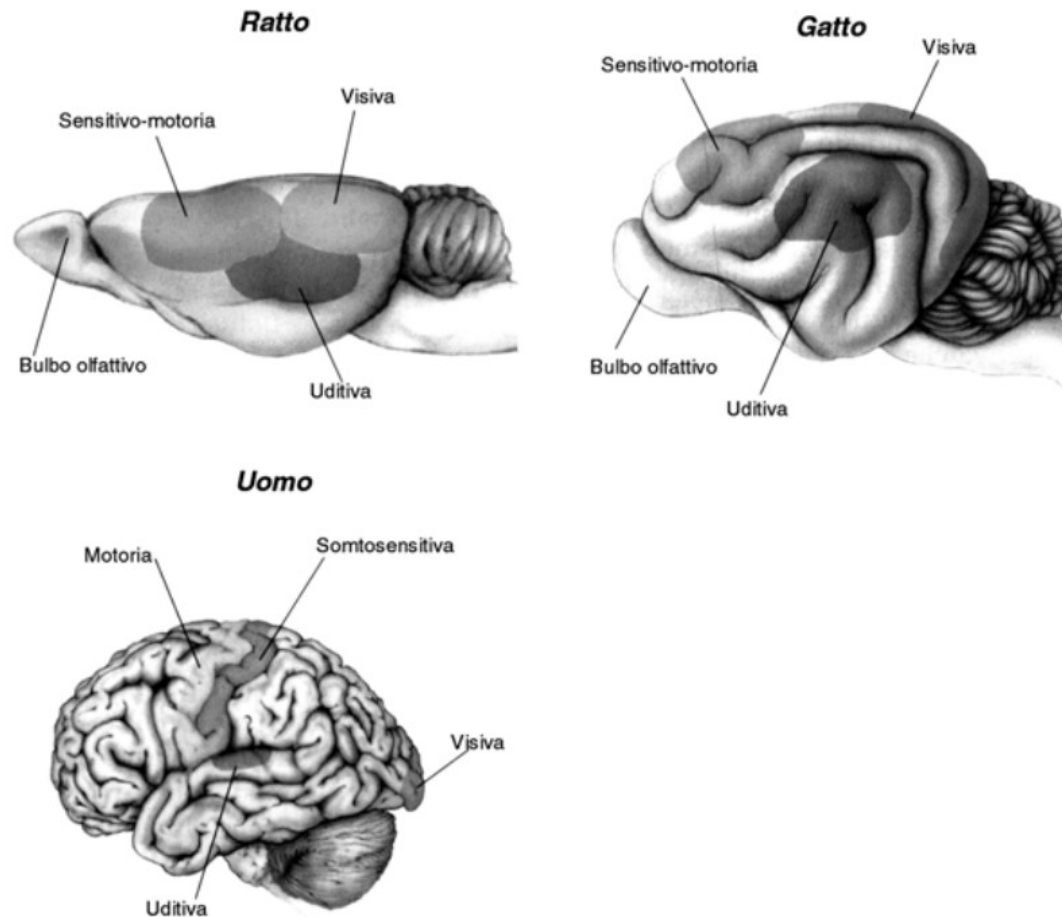 Ratto
Sensitivo-motoria
Visiva
Bulbo olfattivo
Uditiva
Gatto
Sensitivo-motoria
Visiva
Bulbo olfattivo
Uditiva
Uomo
Motoria
Somtosensitiva
Visiva
Uditiva